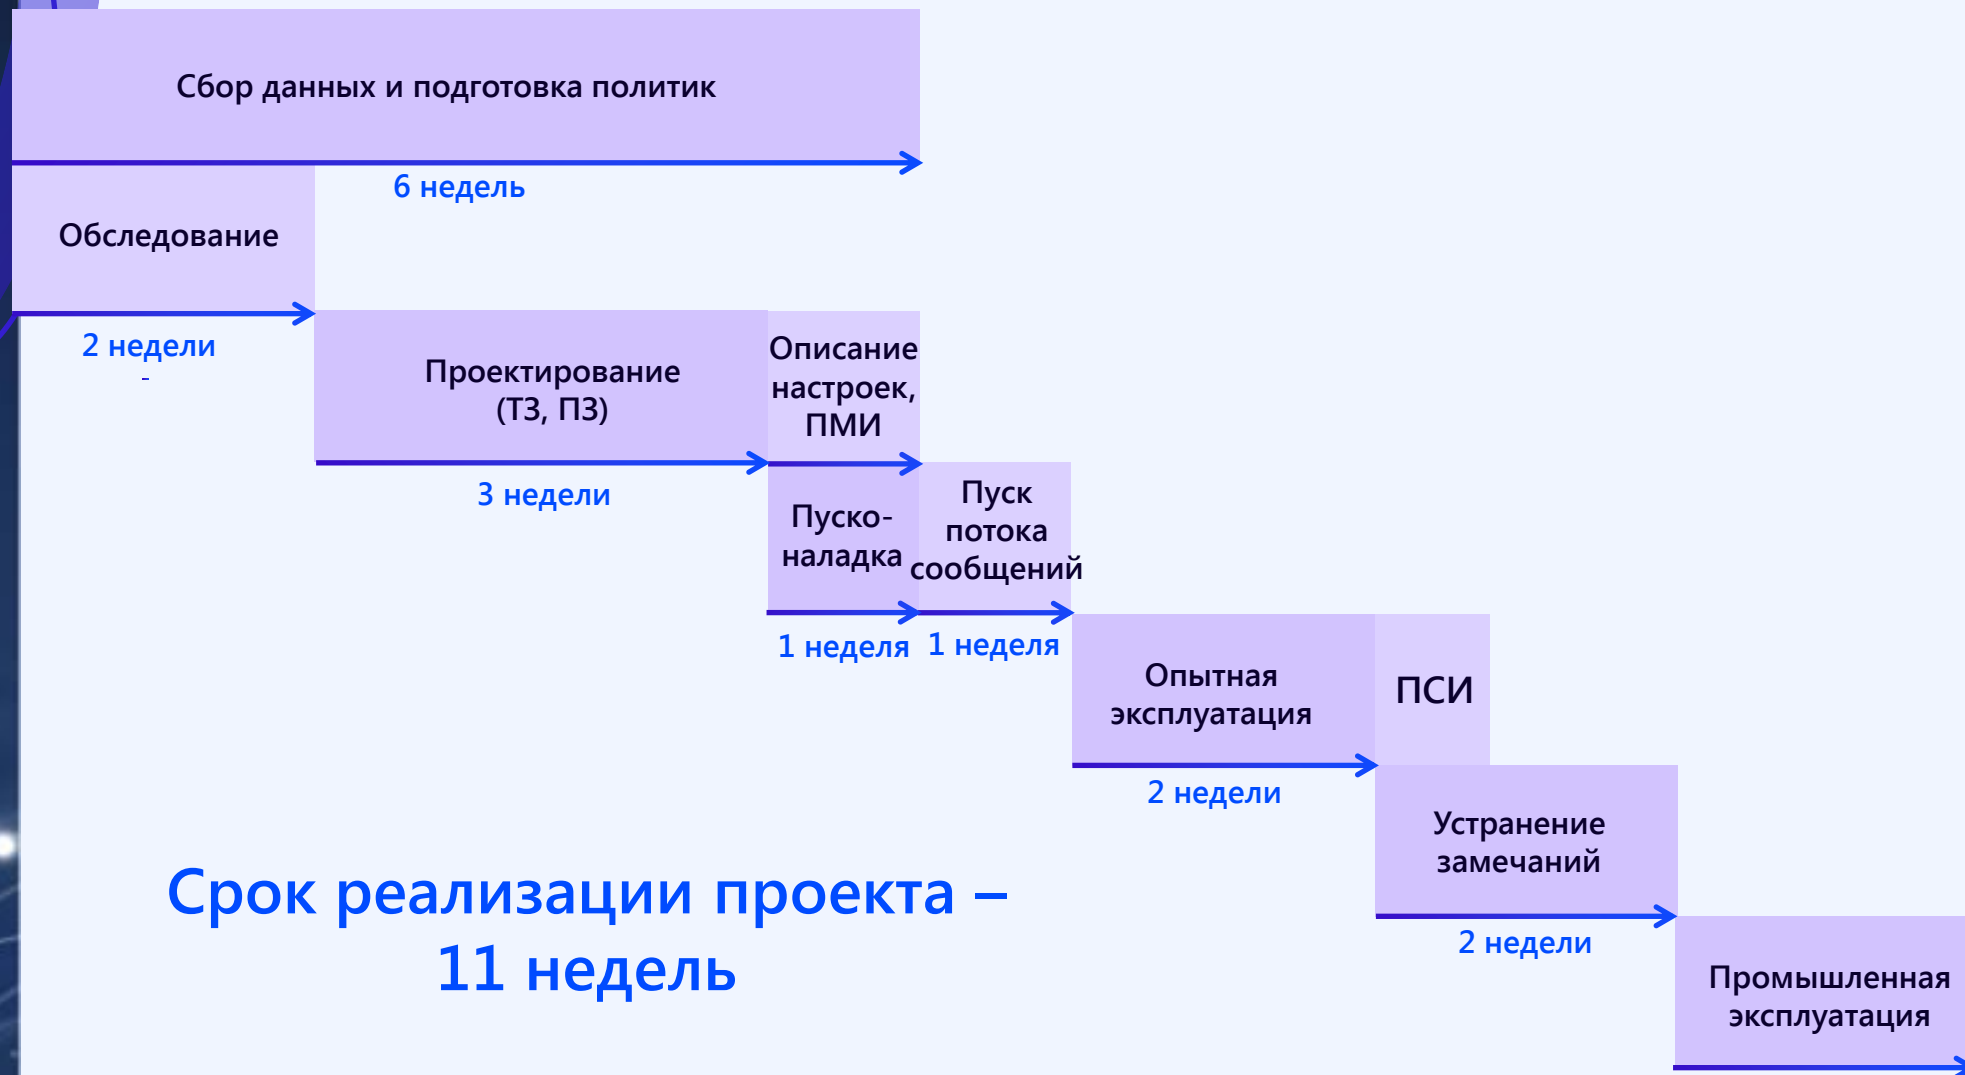 Сбор данных и подготовка политик
6 недель
Обследование
2 недели
-
Проектирование
(ТЗ, ПЗ)
3 недели
Описание
настроек,
ПМИ
Пуско-
наладка
1 неделя
Пуск
потока
сообщений
1 неделя
Опытная
эксплуатация
2 недели
ПСИ
Устранение
замечаний
2 недели
Промышленная
эксплуатация
Срок реализации проекта –
11 недель